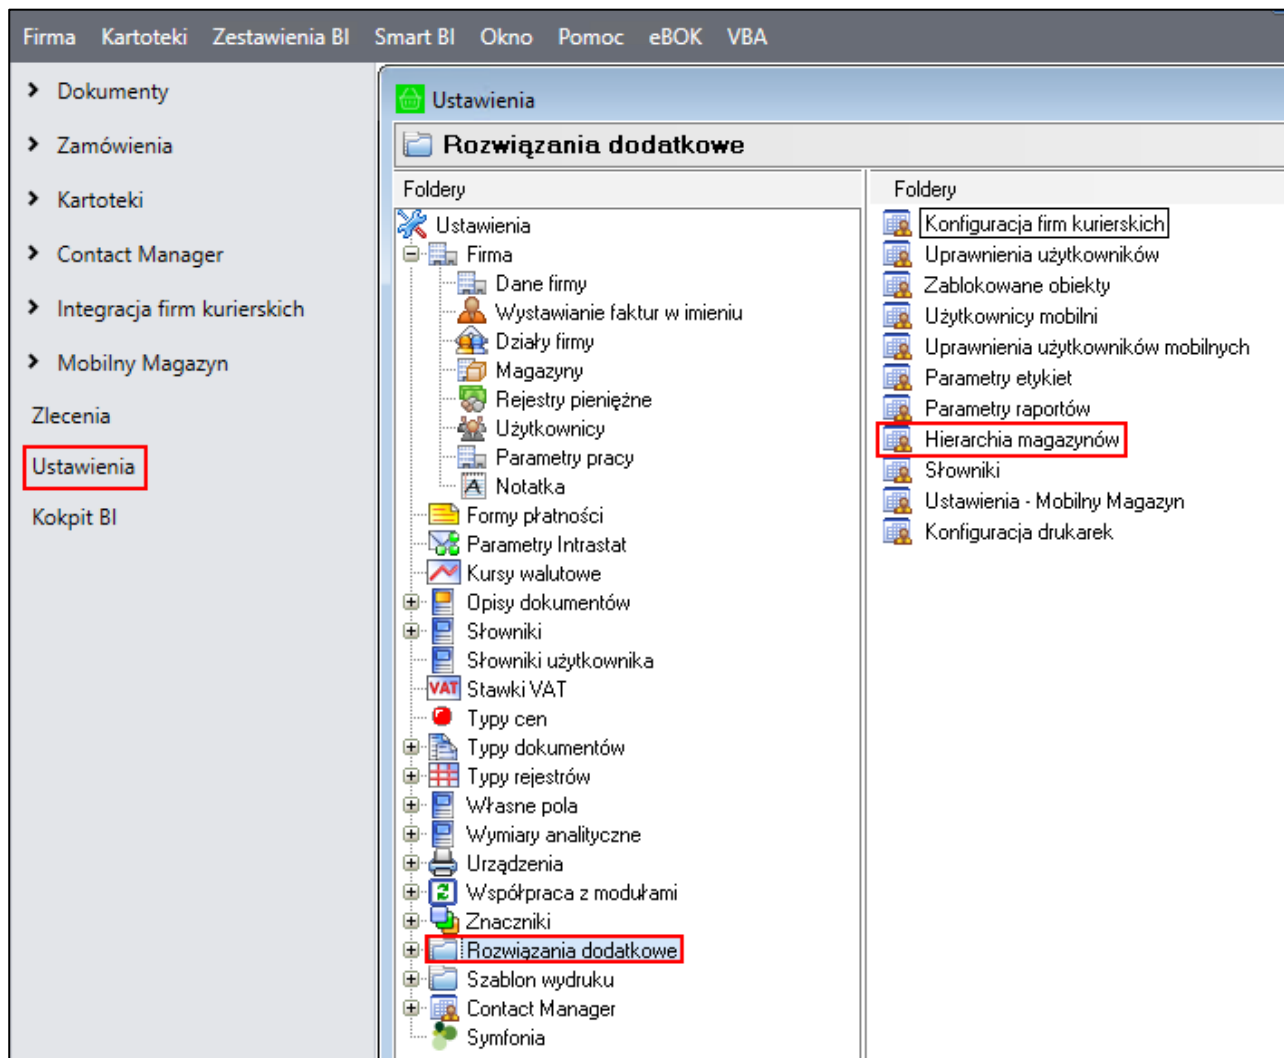 Firma Kartoteki Zestawienia BI Smart BI Okno Pomoc eBOK VBA
Dokumenty
Zamówienia
Kartoteki
Contact Manager
Integracja firm kurierskich
Mobilny Magazyn
Zlecenia
Ustawienia
Kokpit BI
Ustawienia
Rozwiązania dodatkowe
Foldery
Ustawienia
Firma
Dane firmy
Wystawianie faktur w imieniu
Działy firmy
Magazyny
Rejestry pieniężne
Użytkownicy
Parametry pracy
Notatka
Formy płatności
Parametry Intrastat
Kursy walutowe
Opisy dokumentów
Słowniki
Słowniki użytkownika
VAT Stawki VAT
Typy cen
Typy dokumentów
Typy rejestrów
Własne pola
Wymiary analityczne
Urządzenia
Współpraca z modułami
Znaczniki
Rozwiązania dodatkowe
Szablon wydruku
Contact Manager
Symfonia
Foldery
Konfiguracja firm kurierskich
Uprawnienia użytkowników
Zablokowane obiekty
Użytkownicy mobilni
Uprawnienia użytkowników mobilnych
Parametry etykiet
Parametry raportów
Hierarchia magazynów
Słowniki
Ustawienia - Mobilny Magazyn
Konfiguracja drukarek